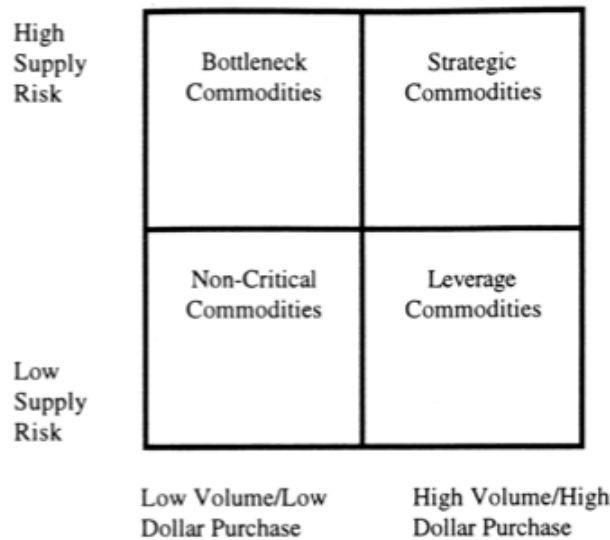 High
Supply
Risk
Bottleneck
Commodities
Strategic
Commodities
Non-Critical
Commodities
Leverage
Commodities
Low
Supply
Risk
Low Volume/Low
Dollar Purchase
High Volume/High
Dollar Purchase